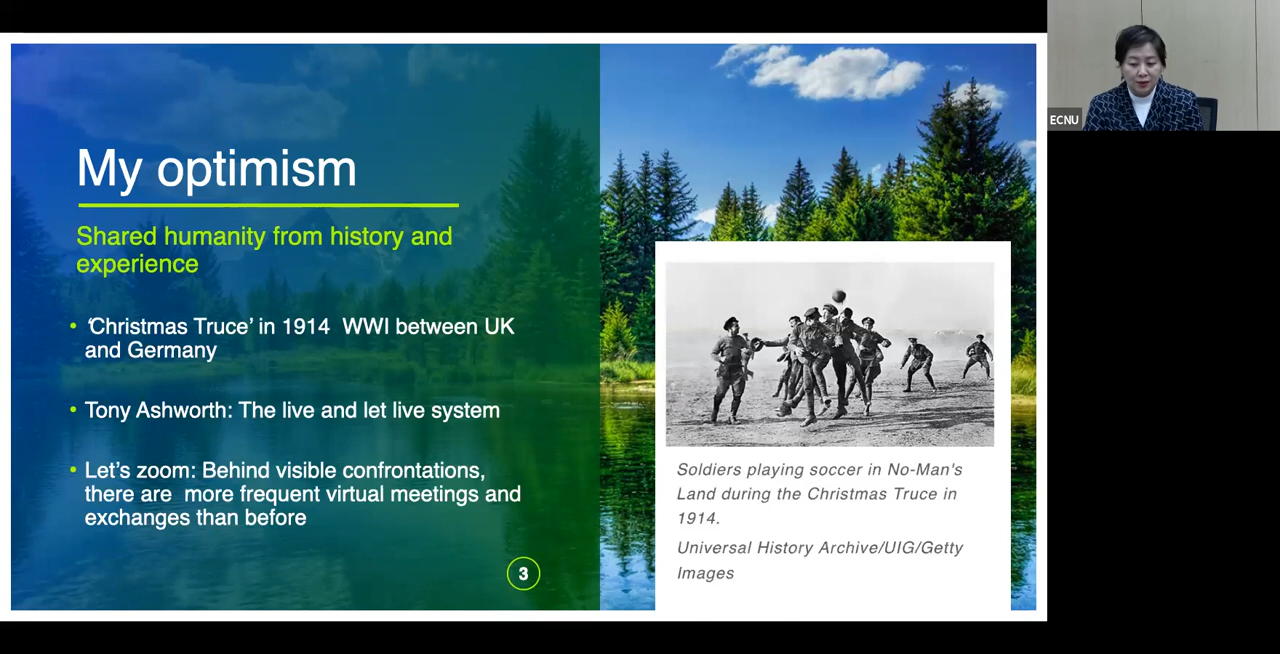 My optimism
Shared humanity from history and
experience
• ‘Christmas Truce’ in 1914  WWI between UK
and Germany
• Tony Ashworth: The live and let live system
• Let’s zoom: Behind visible confrontations,
there are  more frequent virtual meetings and
exchanges than before
3
Soldiers playing soccer in No-Man's
Land during the Christmas Truce in
1914.
Universal History Archive/UIG/Getty
Images
ECNU